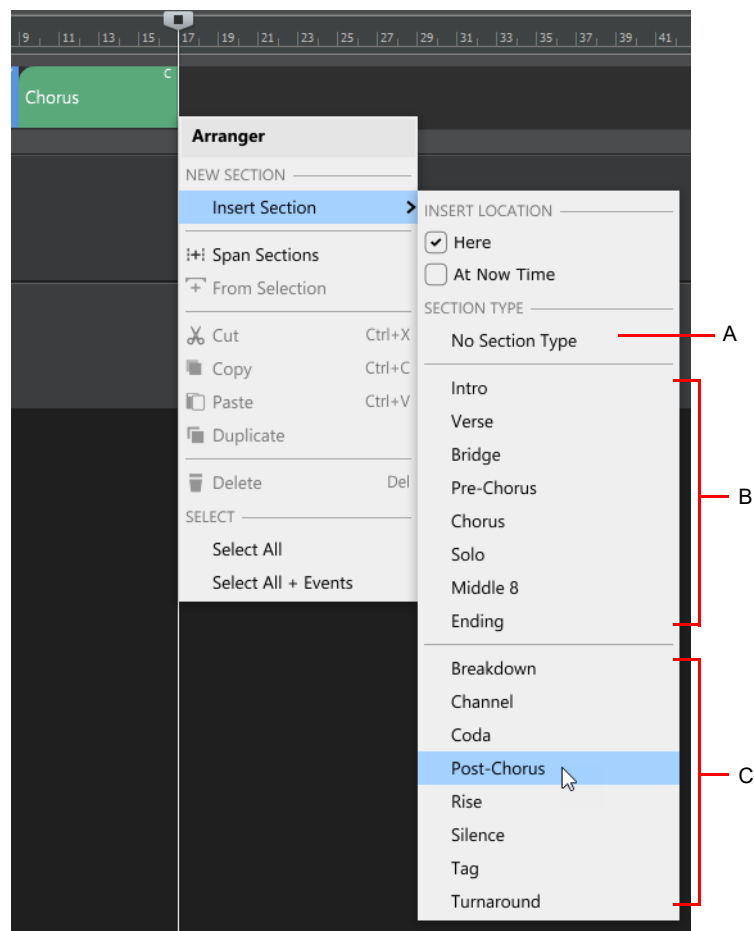 9 11 13 15 17 19 21 23 25 27 29 31 33 35 37 39 41
C
Chorus
Arranger
NEW SECTION
Insert Section
Span Sections
From Selection
Cut Ctrl+X
Copy Ctrl+C
Paste Ctrl+V
Duplicate
Delete Del
SELECT
Select All
Select All + Events
INSERT LOCATION
Here
At Now Time
SECTION TYPE
No Section Type
Intro
Verse
Bridge
Pre-Chorus
Chorus
Solo
Middle 8
Ending
Breakdown
Channel
Coda
Post-Chorus
Rise
Silence
Tag
Turnaround
A
B
C